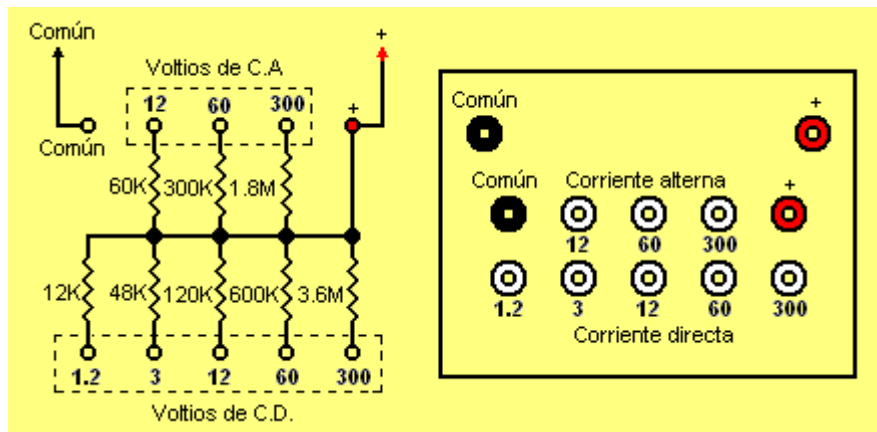 Común
+
Voltios de C.A
12 60 300
+
Común
60K 300K 1.8M
12K 48K 120K 600K 3.6M
1.2 3 12 60 300
Voltios de C.D.
Común +
Común Corriente alterna +
12 60 300
1.2 3 12 60 300
Corriente directa